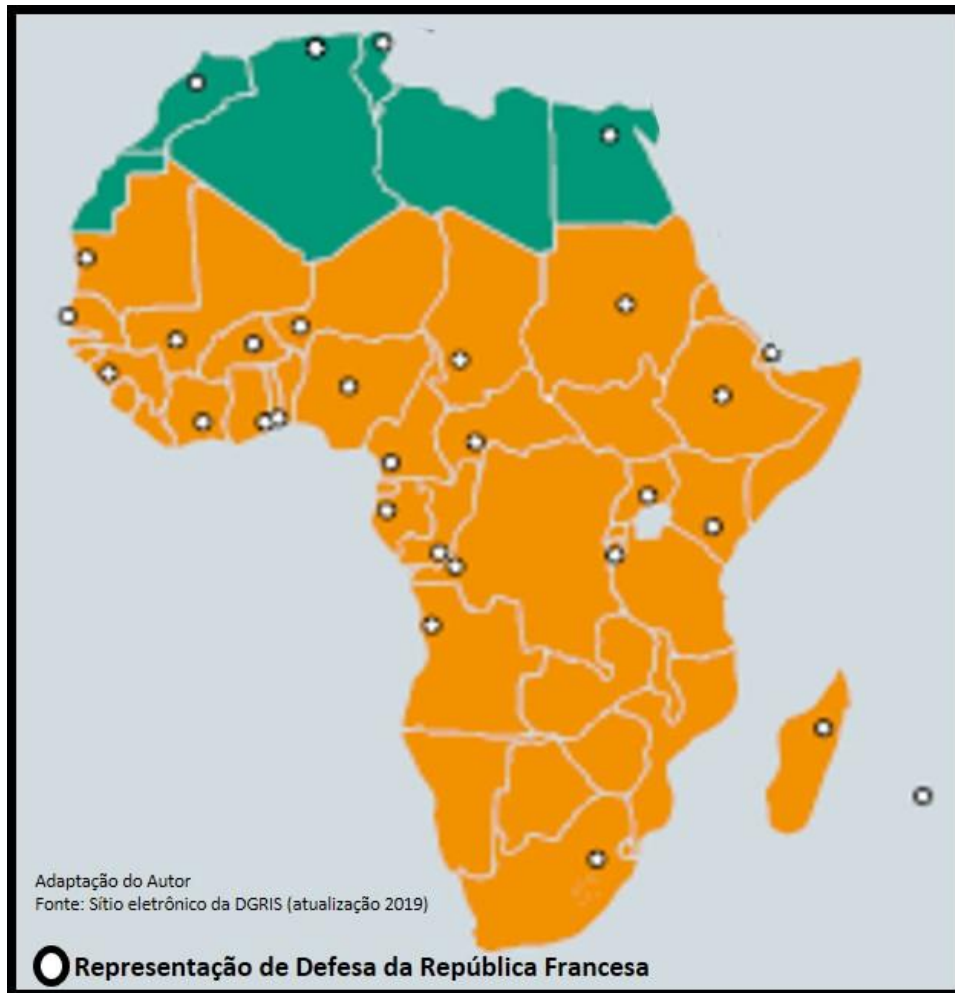 Adaptação do Autor
Fonte: Sítio eletrônico da DGRIS (atualização 2019)
Representação de Defesa da República Francesa